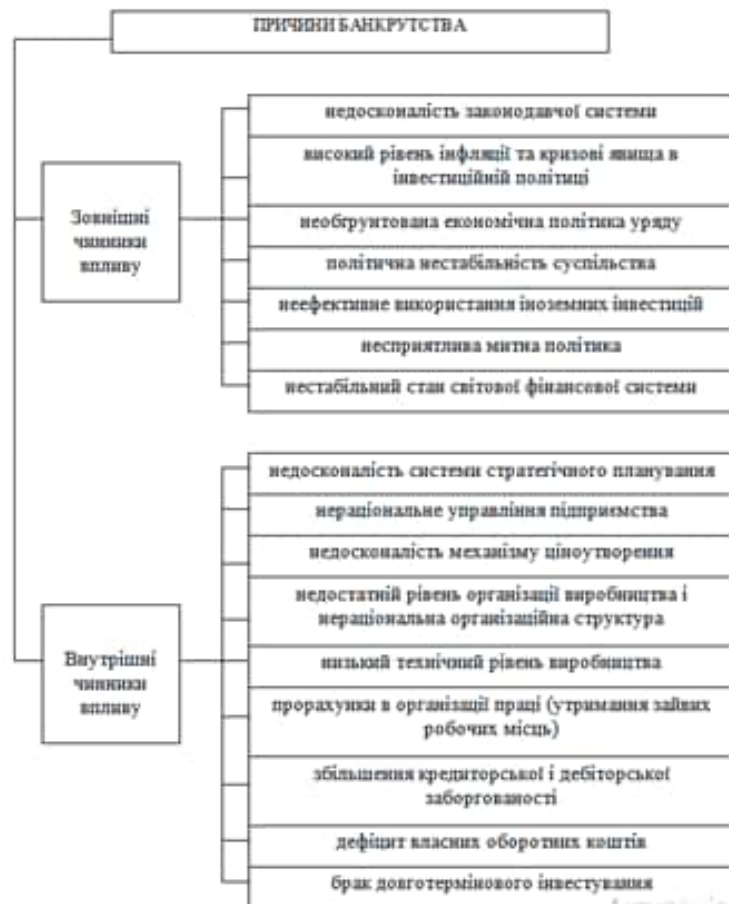 ПРИЧИНИ БАНКРУТСТВА
Зовнішні
чинники
впливу
недосконалість законодавчої системи
високий рівень інфляції та кризові явища в
інвестиційній політиці
необґрунтована економічна політика уряду
політична нестабільність суспільства
неефективне використання іноземних інвестицій
несприятлива митна політика
нестабільний стан світової фінансової системи
Внутрішні
чинники
впливу
недосконалість системи стратегічного планування
нераціональне управління підприємства
недосконалість механізму ціноутворення
недостатній рівень організації виробництва і
нераціональна організаційна структура
низький технічний рівень виробництва
прорахунки в організації праці (утримання зайвих
робочих місць)
збільшення кредиторської і дебіторської
заборгованості
дефіцит власних оборотних коштів
брак довготермінового інвестування